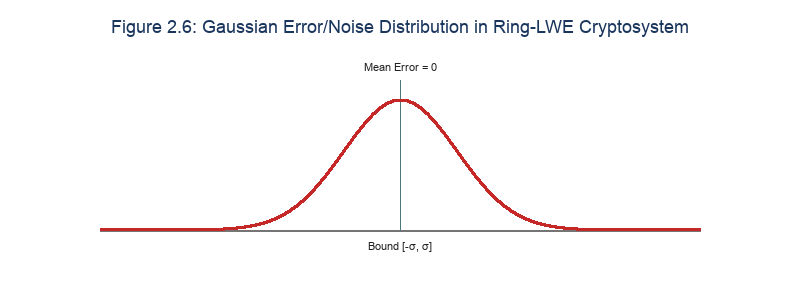 Figure 2.6: Gaussian Error/Noise Distribution in Ring-LWE Cryptosystem
Mean Error = 0
Bound [-σ, σ]